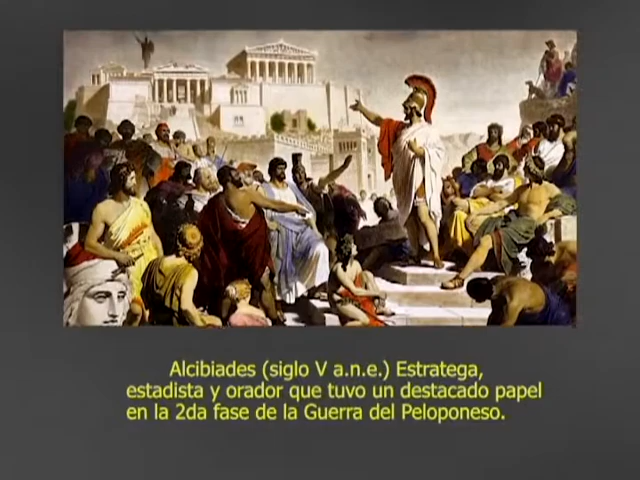 Alcibiades (siglo V a.n.e.) Estratega,
estadista y orador que tuvo un destacado papel
en la 2da fase de la Guerra del Peloponeso.